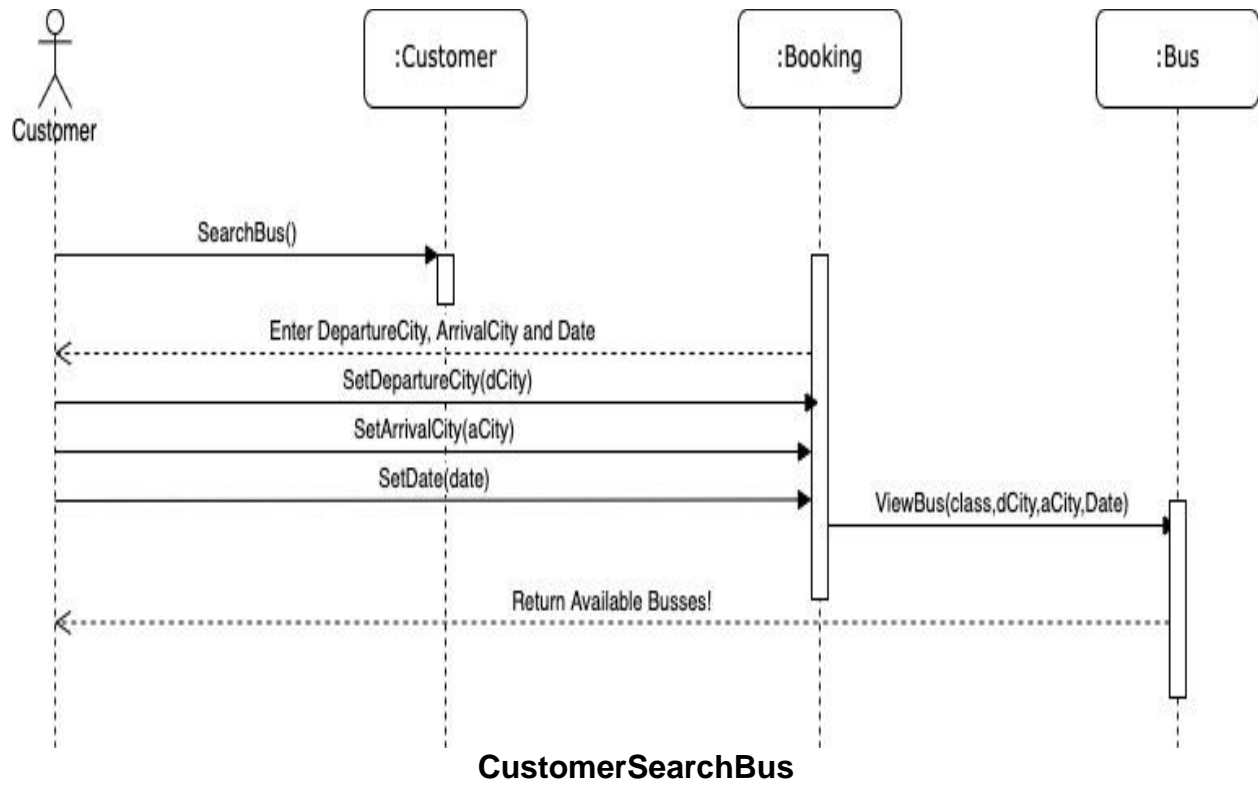 :Customer
:Booking
:Bus
Customer
SearchBus()
Enter DepartureCity, ArrivalCity and Date
SetDepartureCity(dCity)
SetArrivalCity(aCity)
SetDate(date)
ViewBus(class,dCity,aCity,Date)
Return Available Busses!
CustomerSearchBus